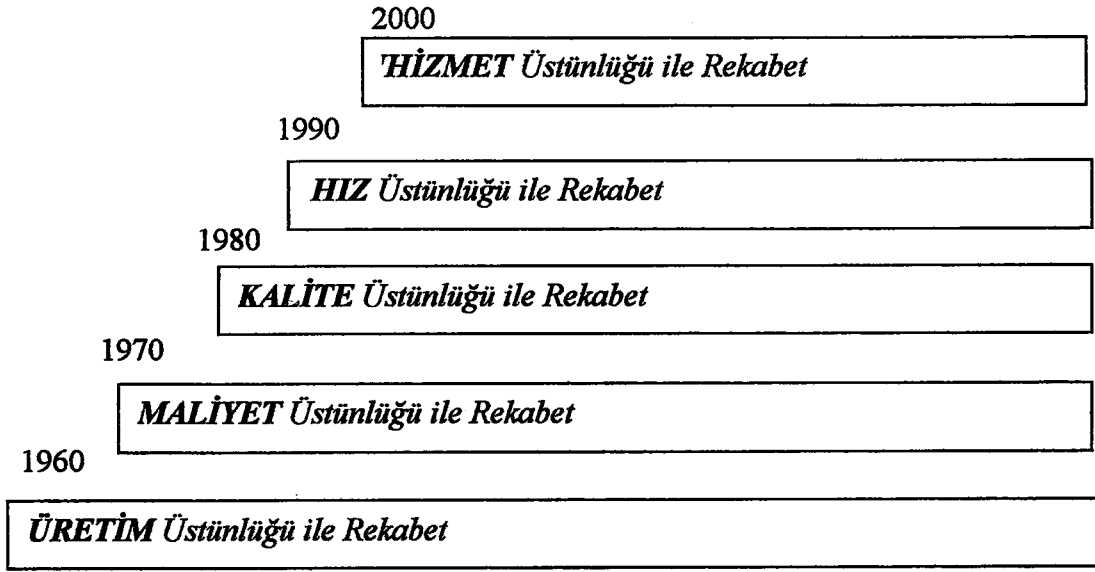 2000
'HİZMET Üstünlüğü ile Rekabet
1990
HIZ Üstünlüğü ile Rekabet
1980
KALİTE Üstünlüğü ile Rekabet
1970
MALİYET Üstünlüğü ile Rekabet
1960
ÜRETİM Üstünlüğü ile Rekabet